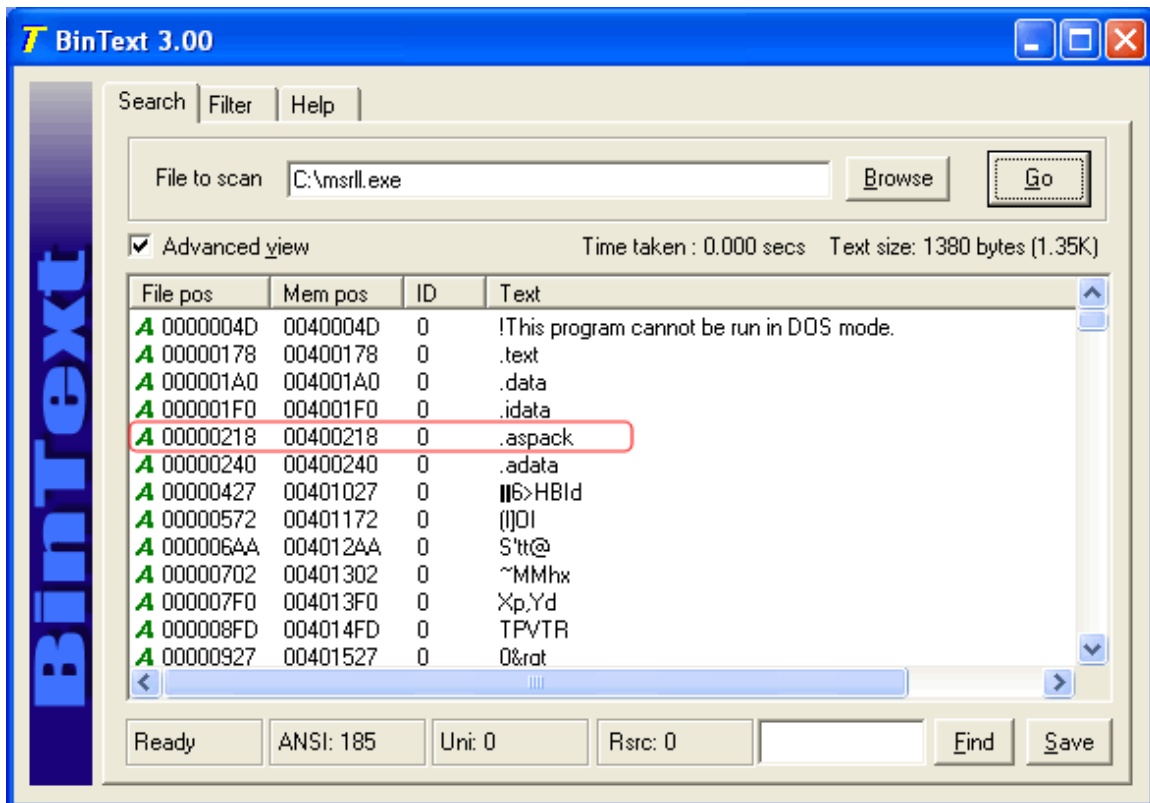 BinText 3.00
BinText
Search Filter Help
File to scan C:\msrll.exe Browse Go
Advanced view Time taken : 0.000 secs Text size: 1380 bytes (1.35K)
File pos Mem pos ID Text
A 0000004D 0040004D 0 !This program cannot be run in DOS mode.
A 00000178 00400178 0 .text
A 000001A0 004001A0 0 .data
A 000001F0 004001F0 0 .idata
A 00000218 00400218 0 .aspack
A 00000240 00400240 0 .adata
A 00000427 00401027 0
A 00000572 00401172 0
A 000006AA 004012AA 0 S'tt@
A 00000702 00401302 0 ~MMhx
A 000007F0 004013F0 0 Xp,Yd
A 000008FD 004014FD 0 TPVTR
A 00000927 00401527 0
Ready ANSI: 185 Uni: 0 Rsrc: 0 Find Save